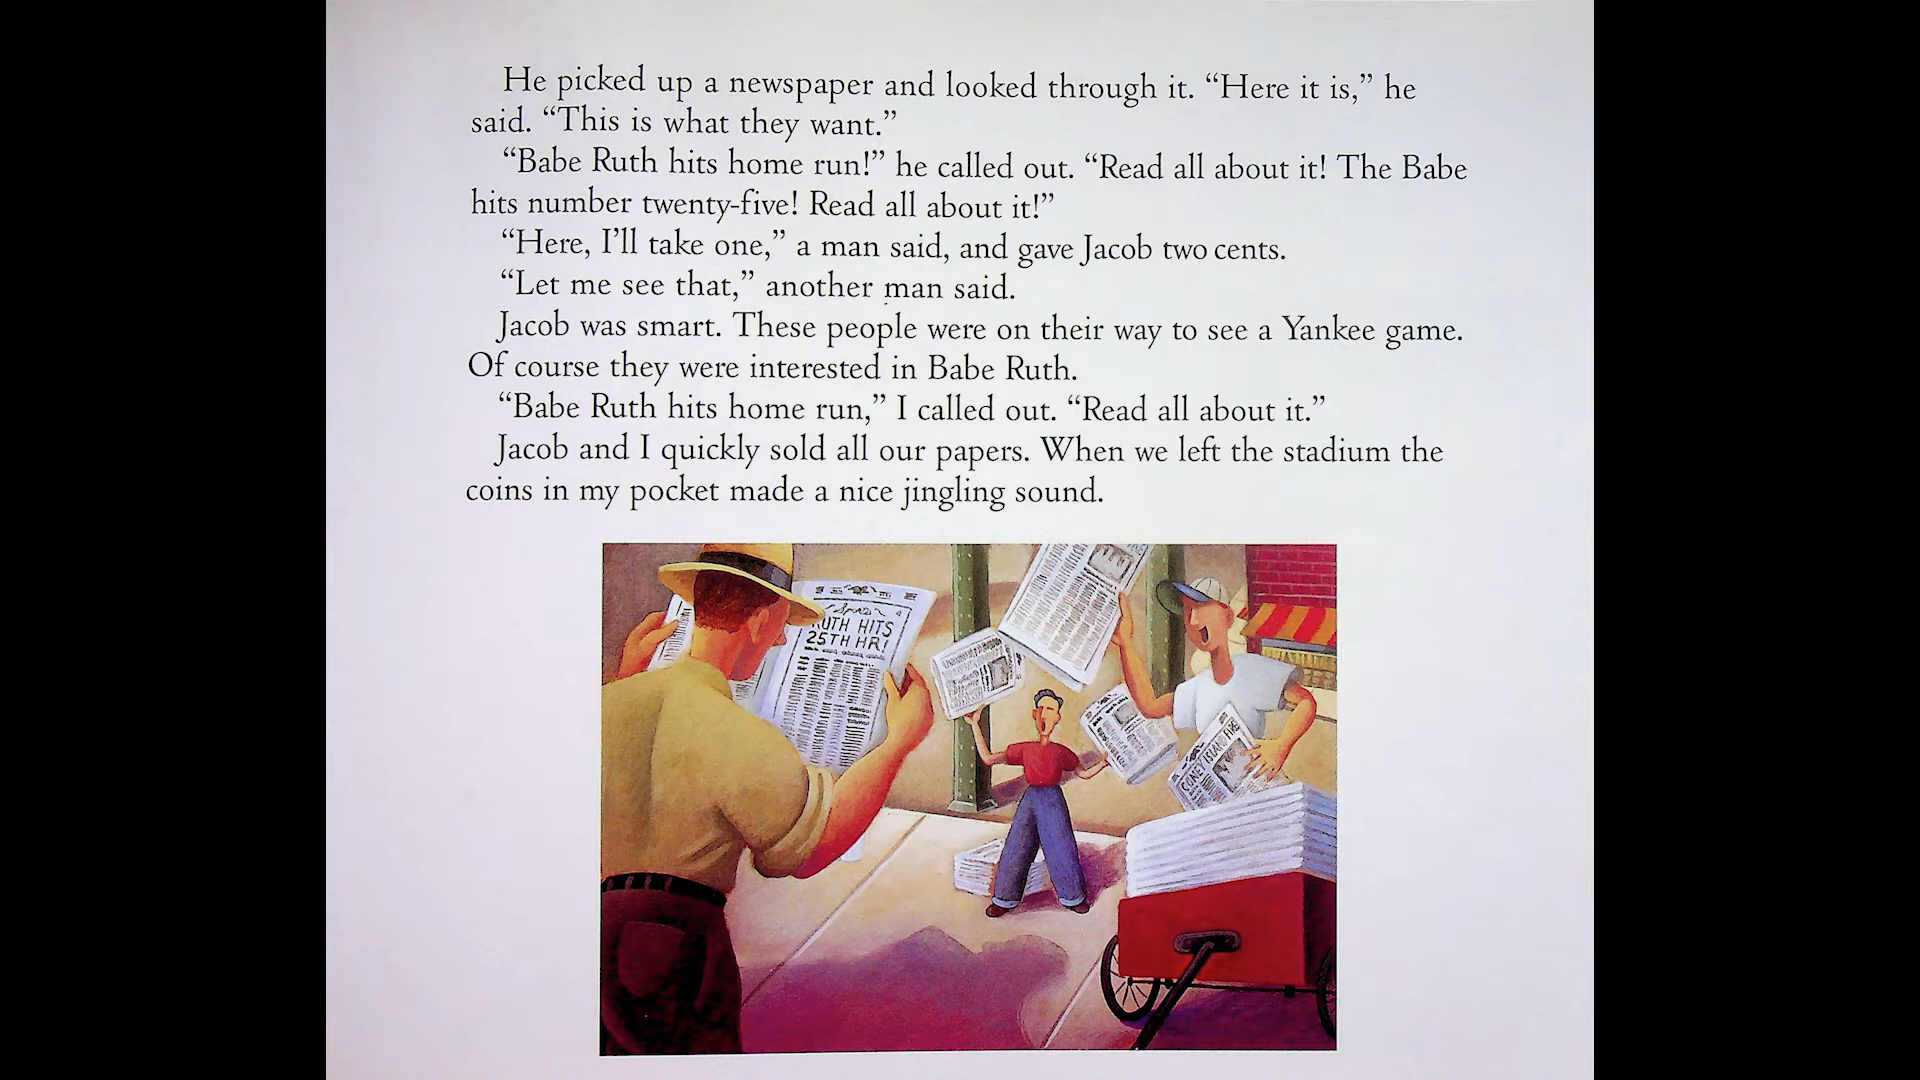 He picked up a newspaper and looked through it. “Here it is,” he
said. “This is what they want.”
“Babe Ruth hits home run!” he called out. “Read all about it! The Babe
hits number twenty-five! Read all about it!”
“Here, I’ll take one,” a man said, and gave Jacob two cents.
“Let me see that,” another man said.
Jacob was smart. These people were on their way to see a Yankee game.
Of course they were interested in Babe Ruth.
“Babe Ruth hits home run,” I called out. “Read all about it.”
Jacob and I quickly sold all our papers. When we left the stadium the
coins in my pocket made a nice jingling sound.
Sports
RUTH HITS
25TH HR!
CONEY ISLAND FIRE